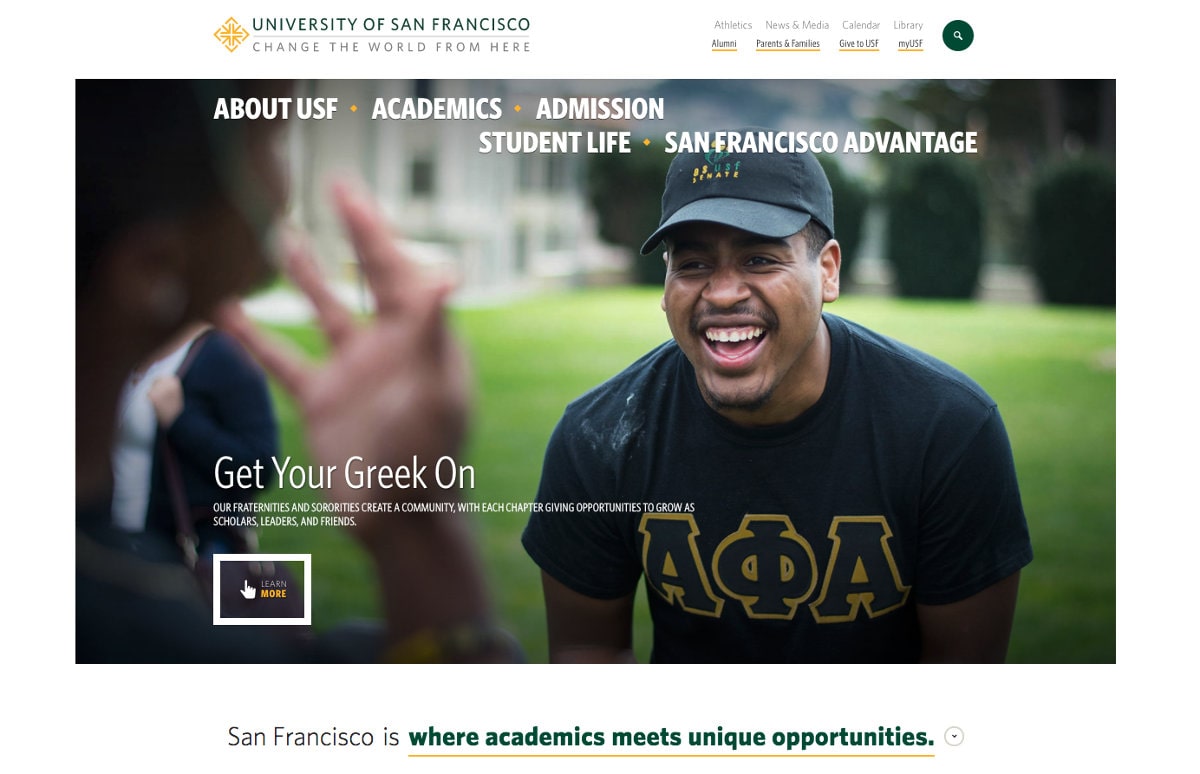 UNIVERSITY OF SAN FRANCISCO
CHANGE THE WORLD FROM HERE
Athletics News & Media Calendar Library
Alumni Parents & Families Give to USF myUSF
ABOUT USF ACADEMICS ADMISSION
STUDENT LIFE SAN FRANCISCO ADVANTAGE
AS USF
SENATE
Get Your Greek On
OUR FRATERNITIES AND SORORITIES CREATE A COMMUNITY, WITH EACH CHAPTER GIVING OPPORTUNITIES TO GROW AS
SCHOLARS, LEADERS, AND FRIENDS.
ΑΦΑ
LEARN
MORE
San Francisco is where academics meets unique opportunities.